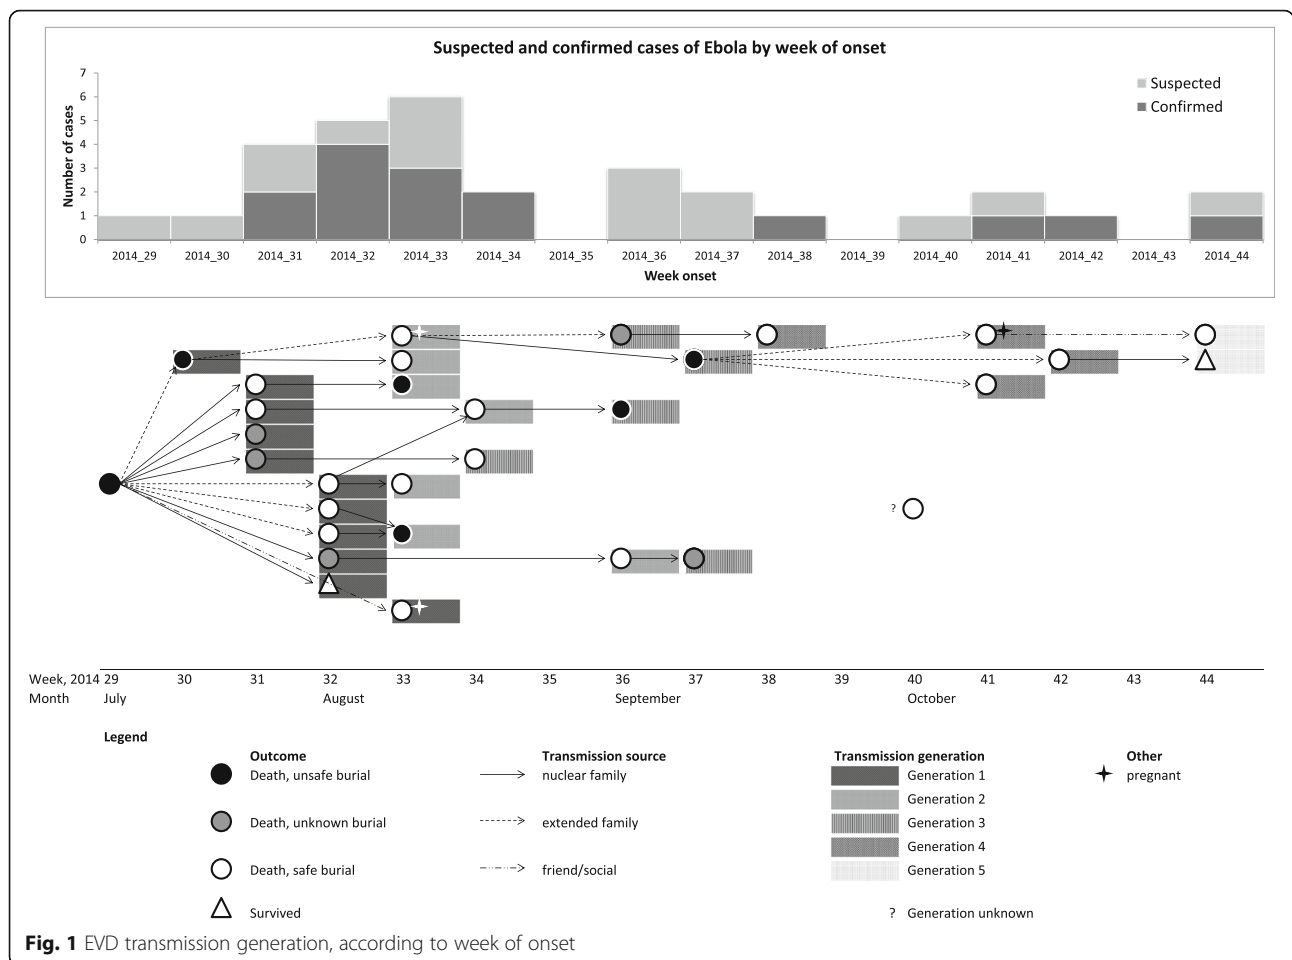 Suspected and confirmed cases of Ebola by week of onset
7
6
5
4
3
2
1
0
Number of cases
Suspected
Confirmed
2014_29 2014_30 2014_31 2014_32 2014_33 2014_34 2014_35 2014_36 2014_37 2014_38 2014_39 2014_40 2014_41 2014_42 2014_43 2014_44
Week onset
?
Week, 2014 29 30 31 32 33 34 35 36 37 38 39 40 41 42 43 44
Month July August September October
Legend
Outcome Transmission source Transmission generation Other
Death, unsafe burial nuclear family Generation 1 pregnant
Generation 2
Death, unknown burial extended family Generation 3
Generation 4
Death, safe burial friend/social Generation 5
Survived ? Generation unknown
Fig. 1 EVD transmission generation, according to week of onset